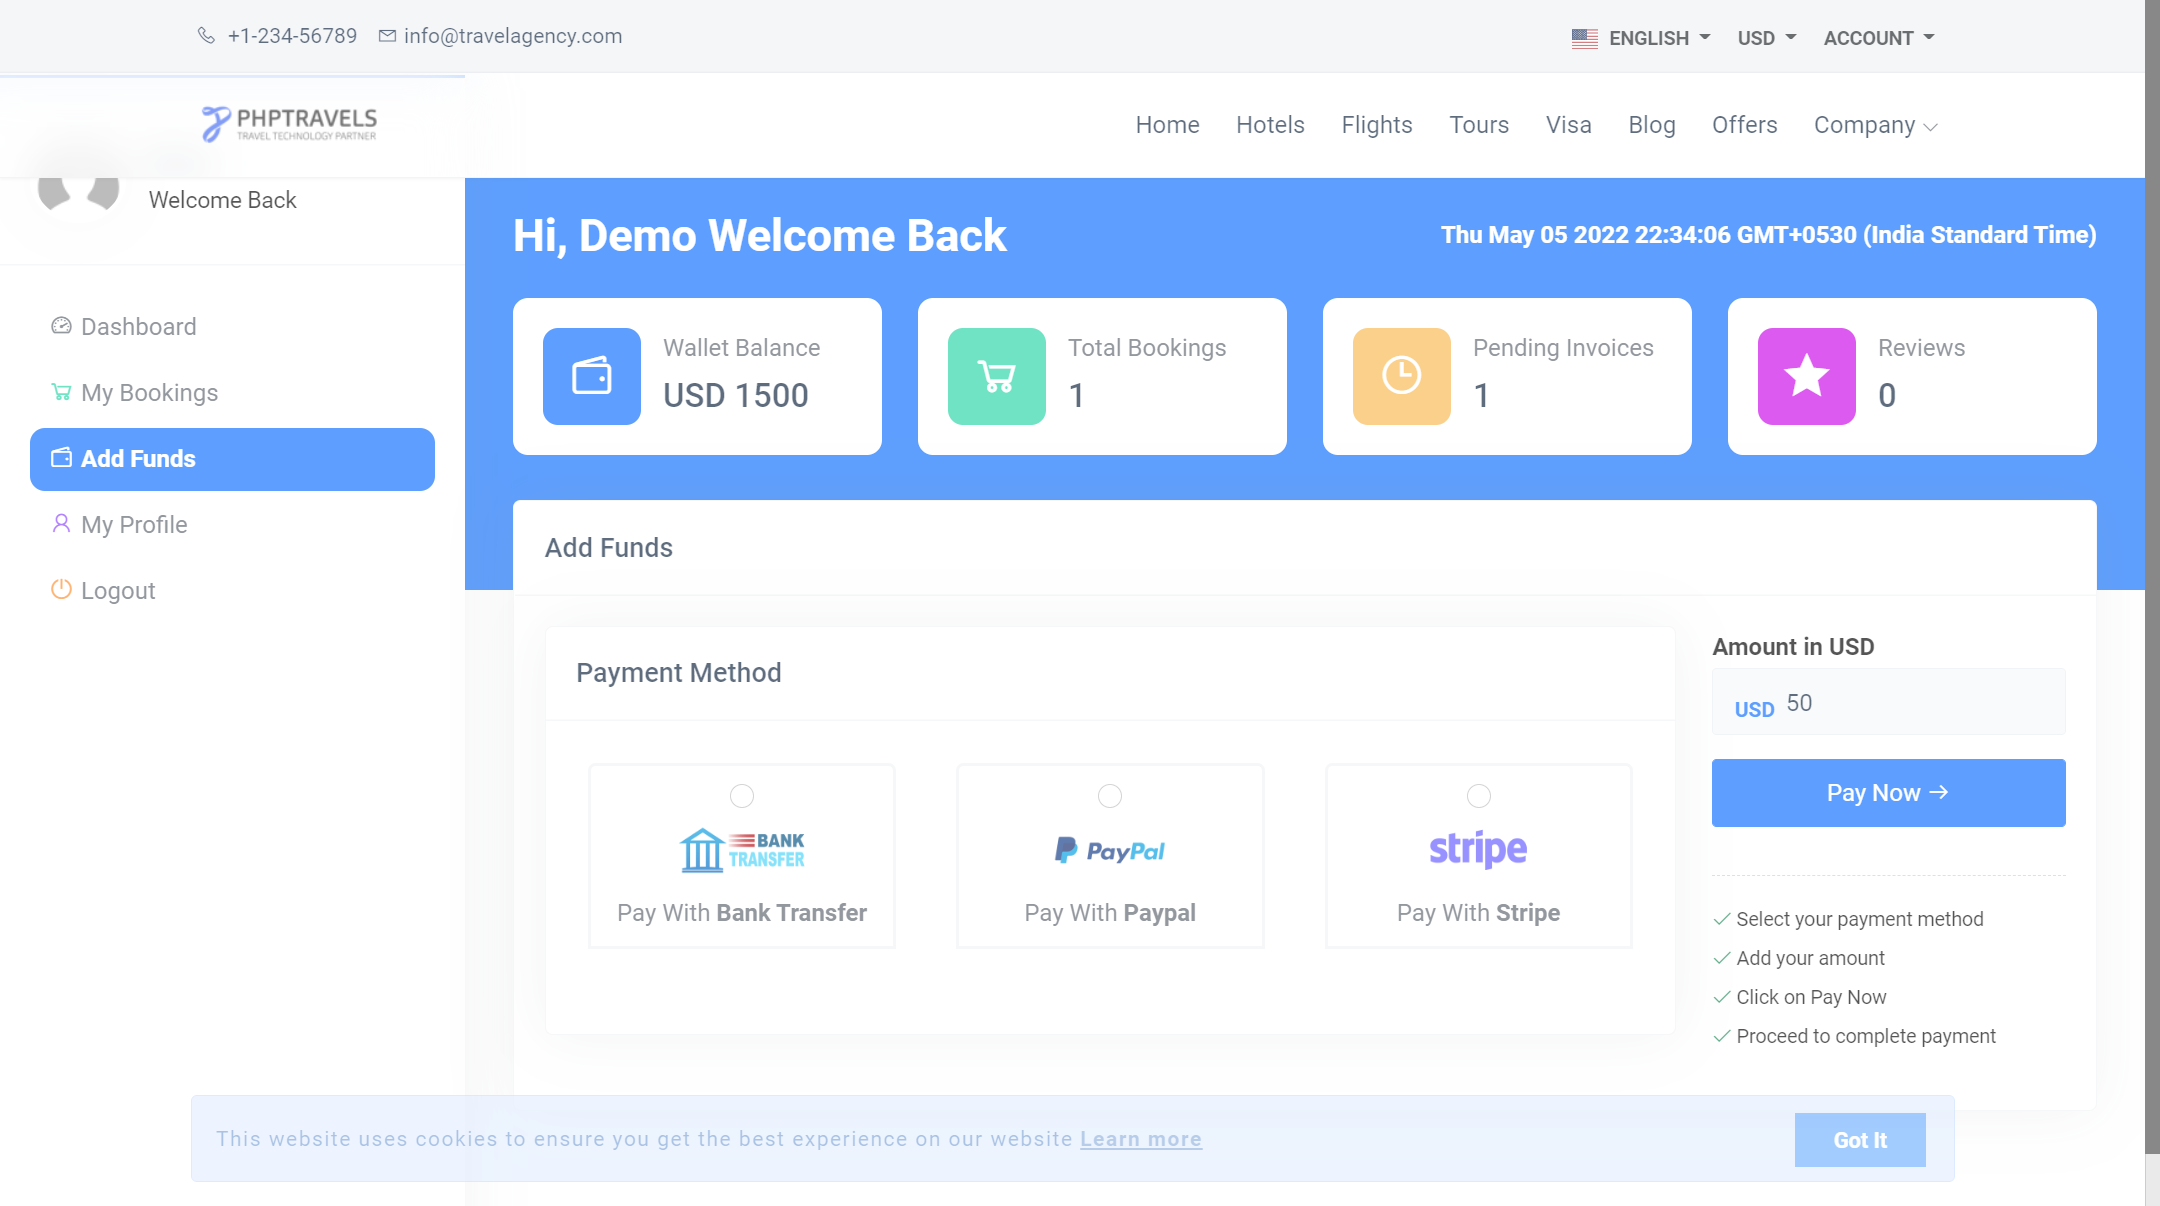 +1-234-56789 info@travelagency.com
ENGLISH USD ACCOUNT
PHPTRAVELS
TRAVEL TECHNOLOGY PARTNER
Home Hotels Flights Tours Visa Blog Offers Company
Welcome Back
Dashboard
My Bookings
Add Funds
My Profile
Logout
Hi, Demo Welcome Back
Thu May 05 2022 22:34:06 GMT+0530 (India Standard Time)
Wallet Balance
USD 1500
Total Bookings
1
Pending Invoices
1
Reviews
0
Add Funds
Payment Method
BANK
TRANSFER
Pay With Bank Transfer
PayPal
Pay With Paypal
stripe
Pay With Stripe
Amount in USD
USD 50
Pay Now
Select your payment method
Add your amount
Click on Pay Now
Proceed to complete payment
This website uses cookies to ensure you get the best experience on our website Learn more
Got It